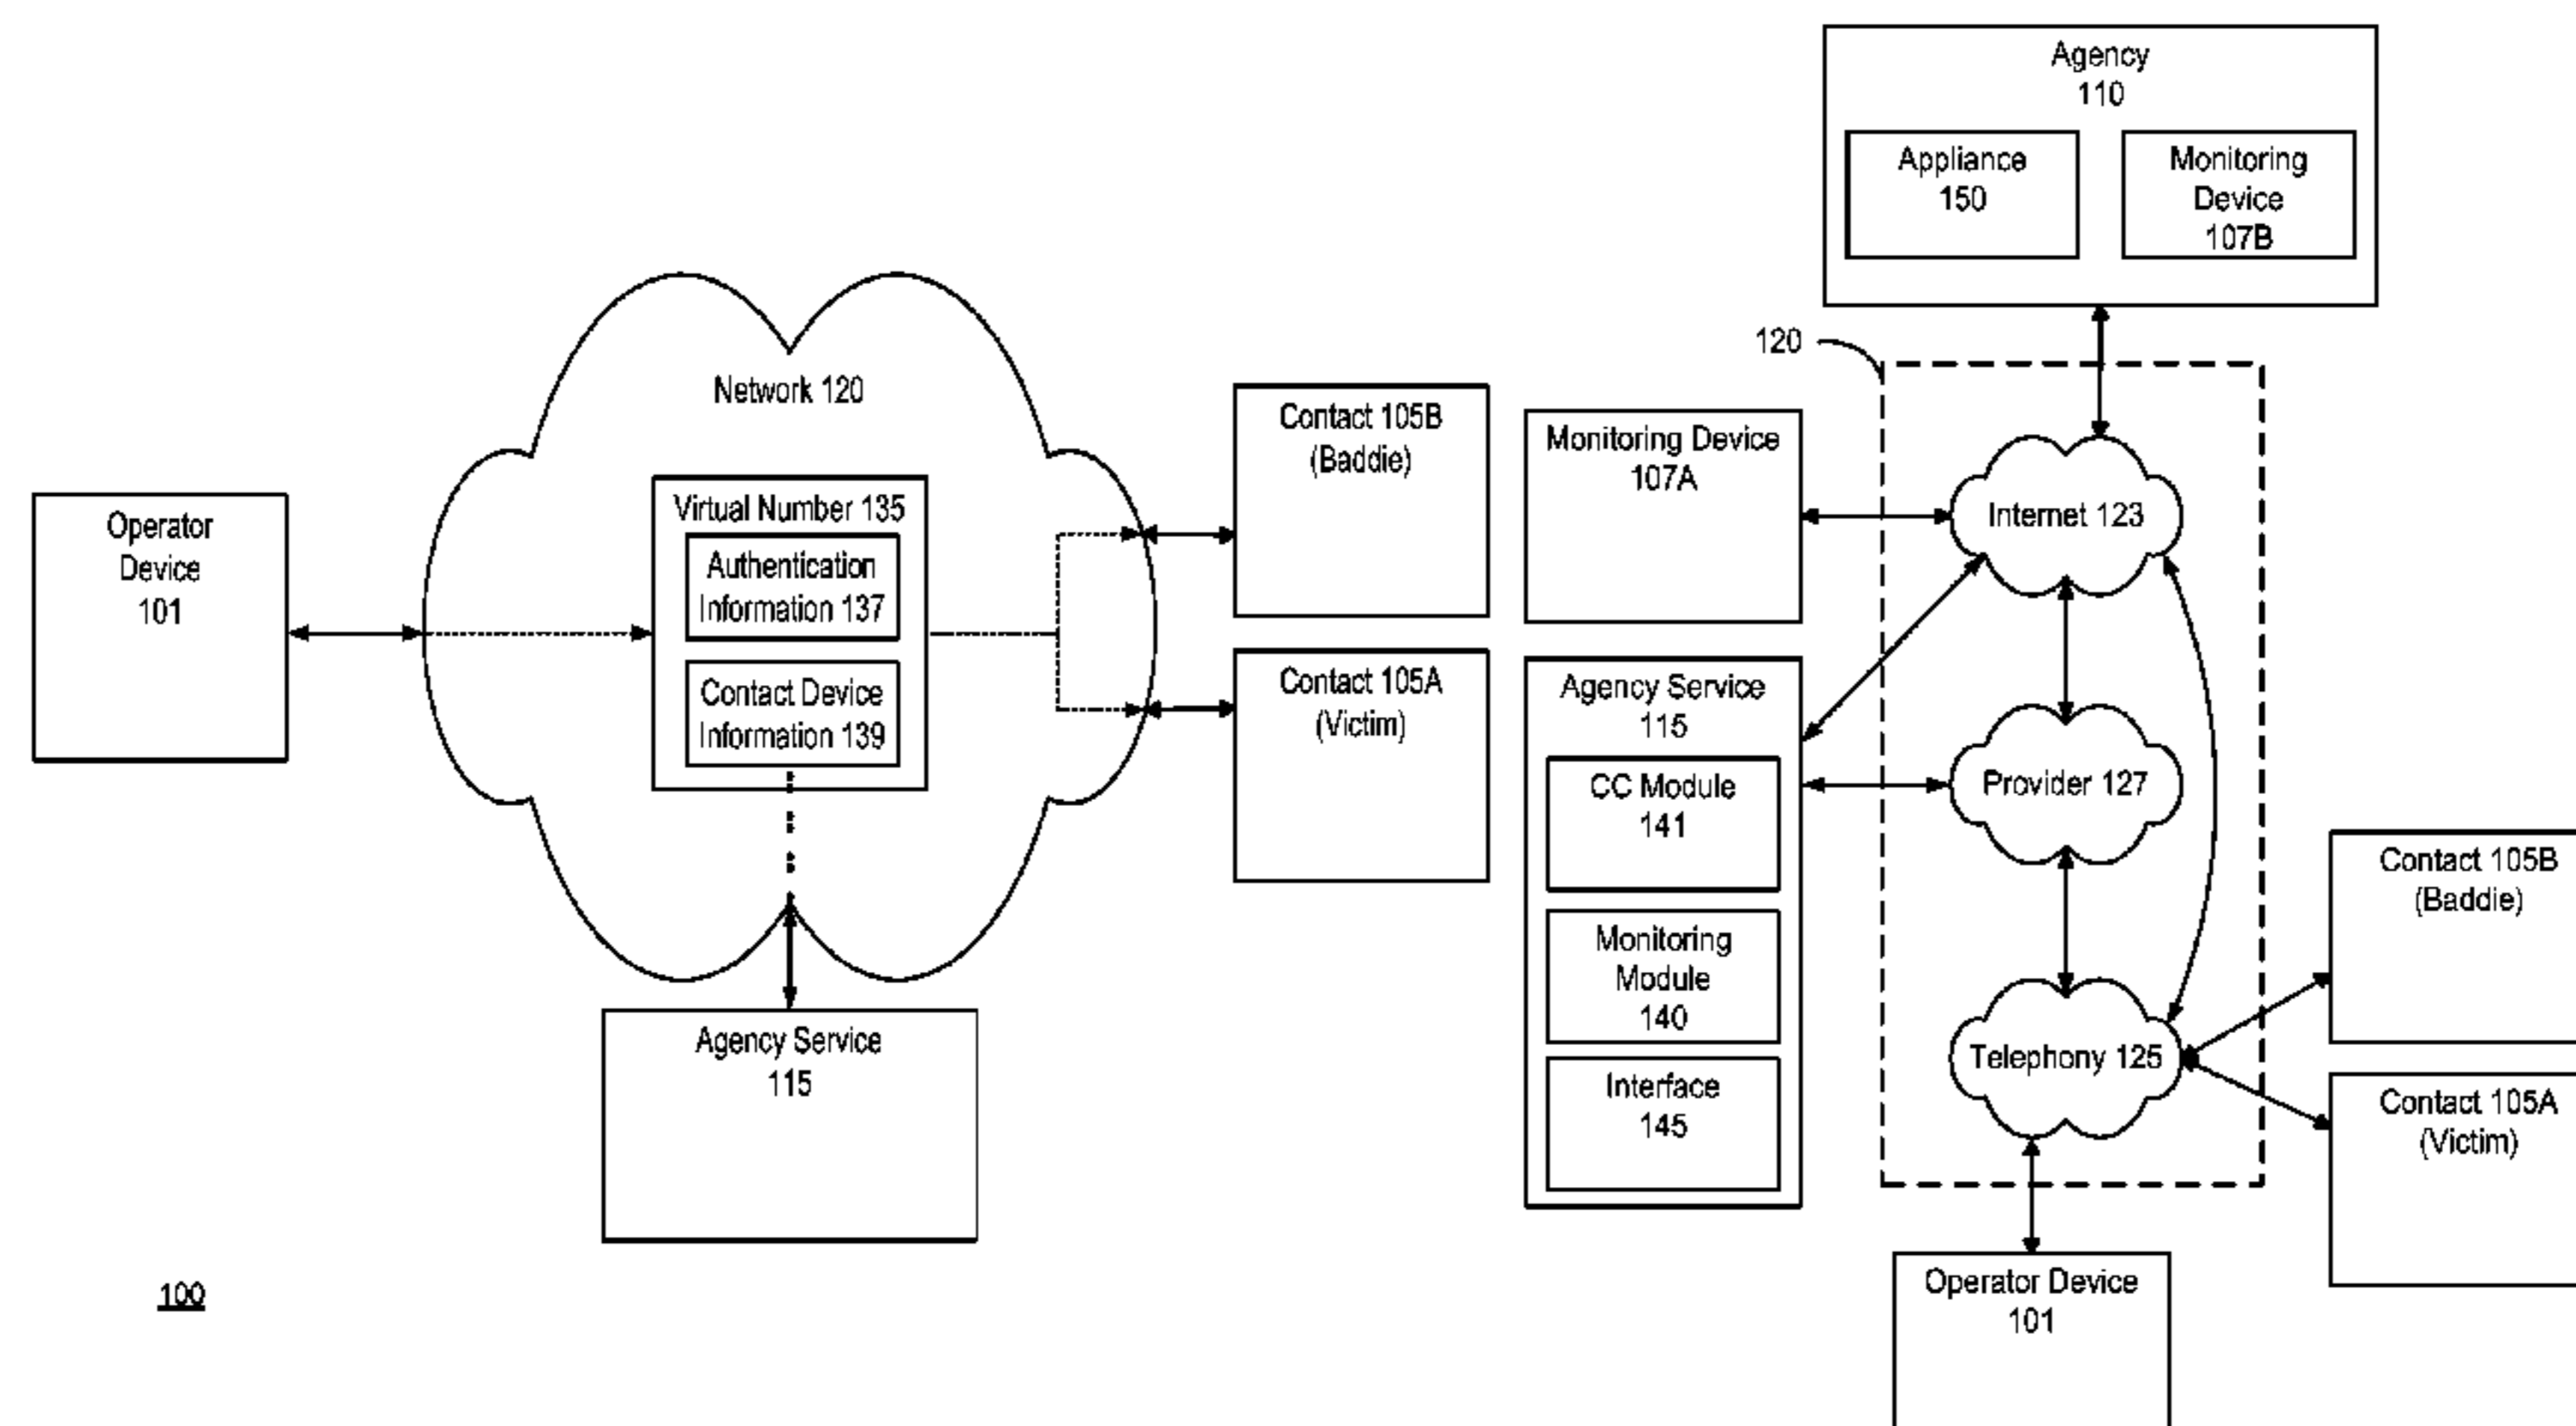 Network 120
Operator
Device
101
Virtual Number 135
Authentication
Information 137
Contact Device
Information 139
Contact 105B
(Baddie)
Contact 105A
(Victim)
Agency Service
115
100
Agency
110
Appliance
150
Monitoring
Device
107B
120
Monitoring Device
107A
Internet 123
Agency Service
115
CC Module
141
Monitoring
Module
140
Interface
145
Provider 127
Telephony 125
Contact 105B
(Baddie)
Contact 105A
(Victim)
Operator Device
101